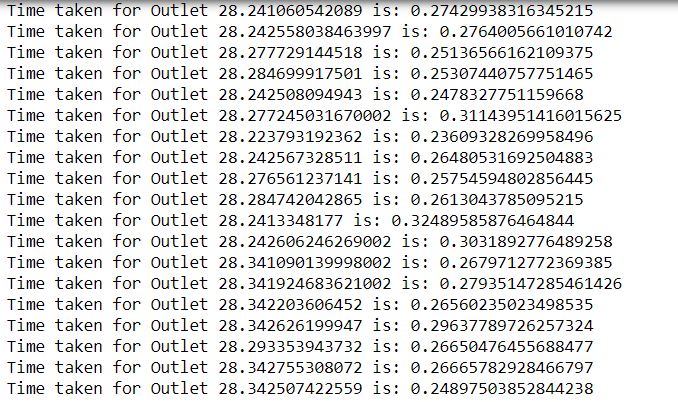 Time taken for Outlet 28.241060542089 is: 0.27429938316345215
Time taken for Outlet 28.242558038463997 is: 0.2764005661010742
Time taken for Outlet 28.277729144518 is: 0.25136566162109375
Time taken for Outlet 28.284699917501 is: 0.25307440757751465
Time taken for Outlet 28.242508094943 is: 0.2478327751159668
Time taken for Outlet 28.277245031670002 is: 0.31143951416015625
Time taken for Outlet 28.223793192362 is: 0.23609328269958496
Time taken for Outlet 28.242567328511 is: 0.26480531692504883
Time taken for Outlet 28.276561237141 is: 0.25754594802856445
Time taken for Outlet 28.284742042865 is: 0.2613043785095215
Time taken for Outlet 28.2413348177 is: 0.32489585876464844
Time taken for Outlet 28.242606246269002 is: 0.3031892776489258
Time taken for Outlet 28.341090139998002 is: 0.2679712772369385
Time taken for Outlet 28.341924683621002 is: 0.27935147285461426
Time taken for Outlet 28.342203606452 is: 0.26560235023498535
Time taken for Outlet 28.342626199947 is: 0.29637789726257324
Time taken for Outlet 28.293353943732 is: 0.26650476455688477
Time taken for Outlet 28.342755308072 is: 0.26665782928466797
Time taken for Outlet 28.342507422559 is: 0.24897503852844238